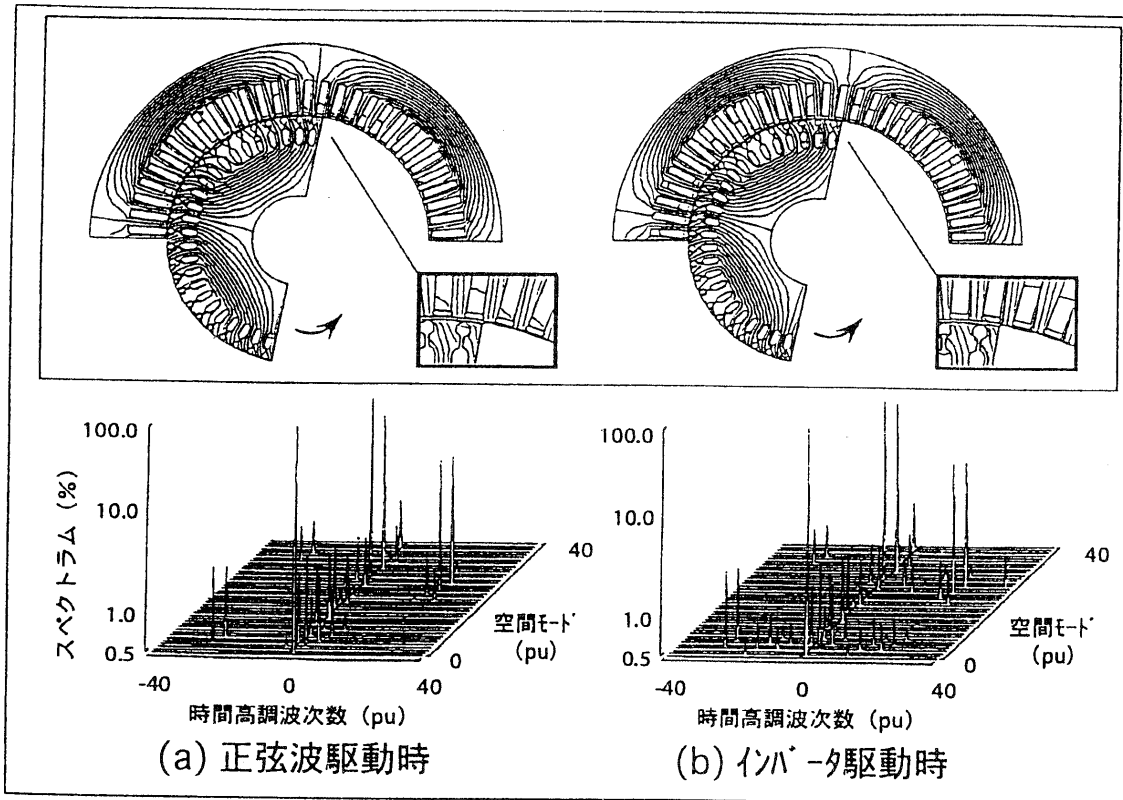 100.0
10.0
1.0
0.5
スペクトラム (%)
-40
0
40
時間高調波次数 (pu)
0
40
空間モード
(pu)
(a) 正弦波駆動時
100.0
10.0
1.0
0.5
-40
0
40
時間高調波次数 (pu)
0
40
空間モード
(pu)
(b) インバータ駆動時